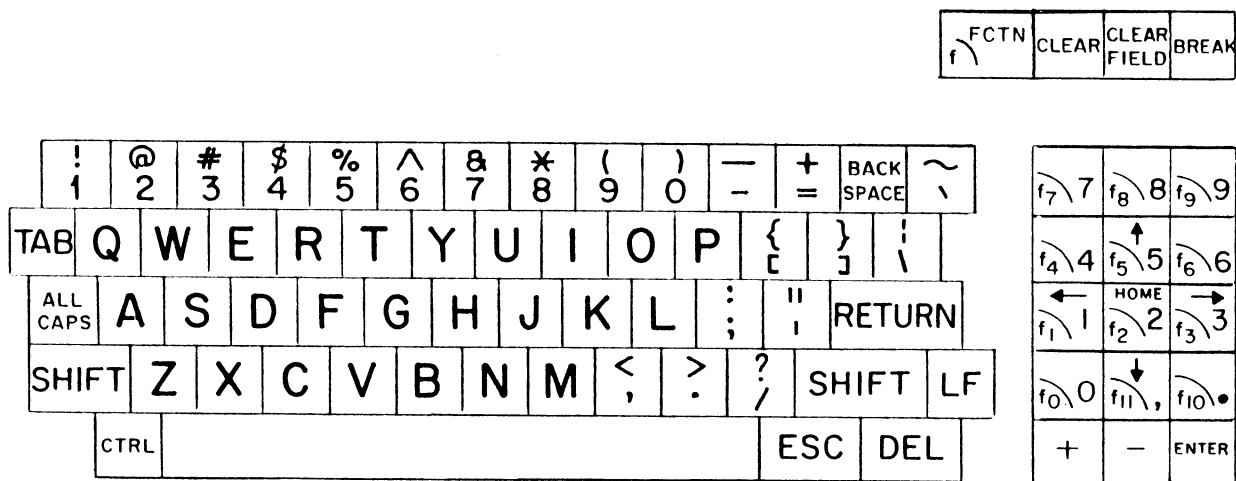 f FCTN CLEAR CLEAR FIELD BREAK
! @ # $ % ^ & * ( ) — + BACK SPACE ~
1 2 3 4 5 6 7 8 9 0 - = \
TAB Q W E R T Y U I O P { [ } ] ¦ \
ALL CAPS A S D F G H J K L : ; " ' RETURN
SHIFT Z X C V B N M < , > . ? / SHIFT LF
CTRL ESC DEL
f7 7 f8 8 f9 9
f4 4 ↑ f5 5 f6 6
← f1 1 HOME f2 2 → f3 3
f0 0 ↓ f11 , f10 .
+ - ENTER